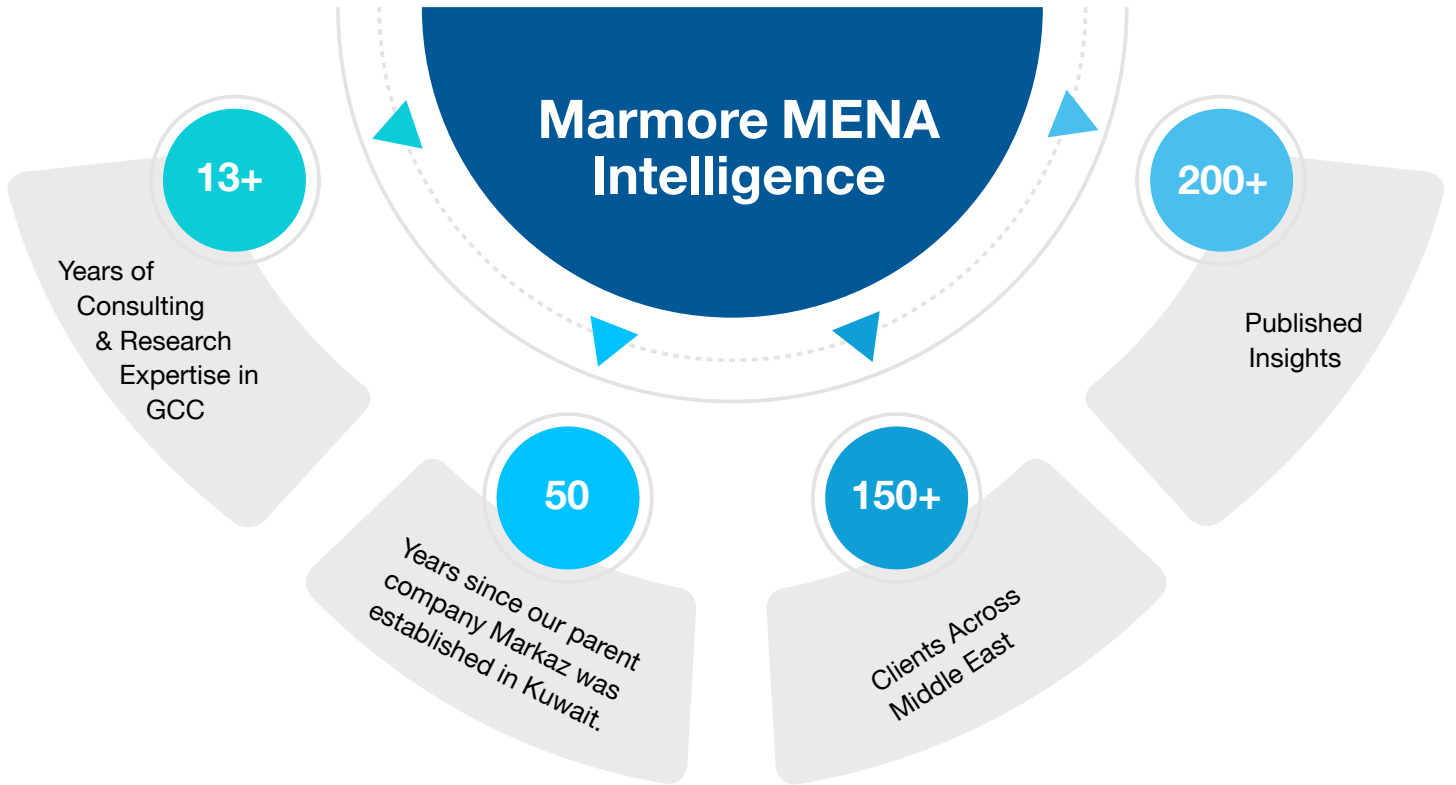 Marmore MENA
Intelligence
13+
Years of
Consulting
& Research
Expertise in
GCC
50
Years since our parent
company Markaz was
established in Kuwait.
150+
Clients Across
Middle East
200+
Published
Insights